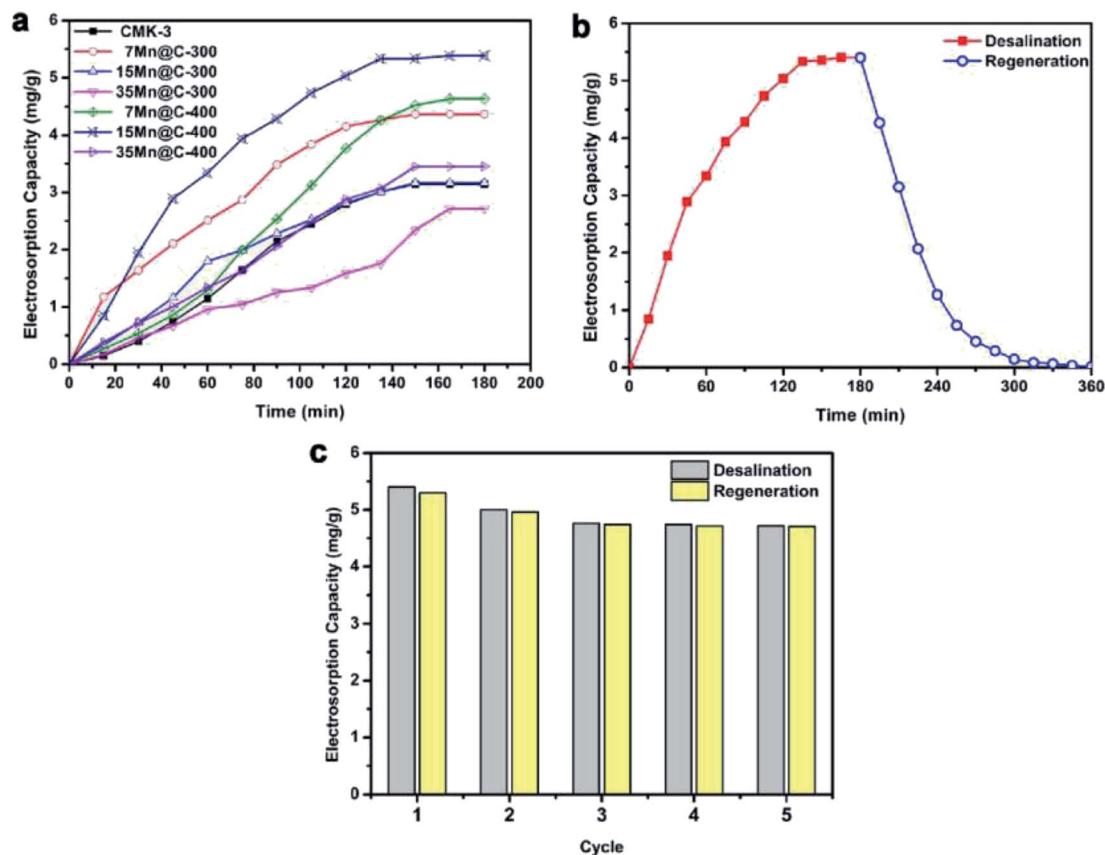 a
CMK-3
7Mn@C-300
15Mn@C-300
35Mn@C-300
7Mn@C-400
15Mn@C-400
35Mn@C-400
Electrosorption Capacity (mg/g)
6
5
4
3
2
1
0
0 20 40 60 80 100 120 140 160 180 200
Time (min)
b
Desalination
Regeneration
Electrosorption Capacity (mg/g)
6
5
4
3
2
1
0
0 60 120 180 240 300 360
Time (min)
c
Desalination
Regeneration
Electrosorption Capacity (mg/g)
6
5
4
3
2
1
0
1 2 3 4 5
Cycle